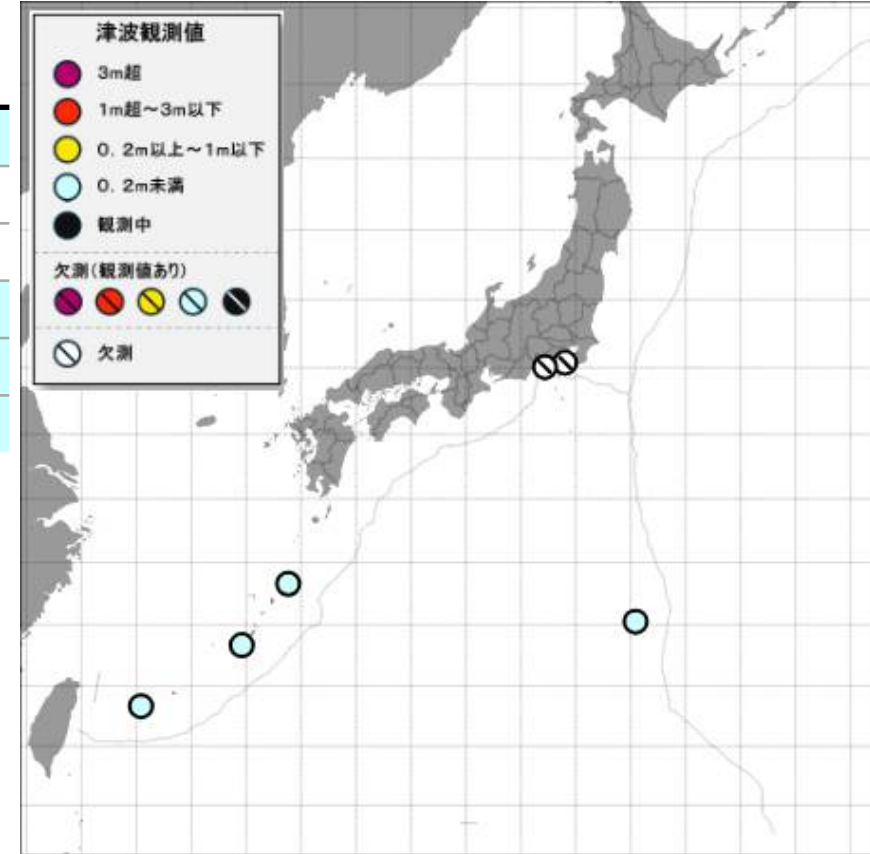 津波観測値
3m超
1m超～3m以下
0. 2m以上～1m以下
0. 2m未満
観測中
欠測(観測値あり)
欠測